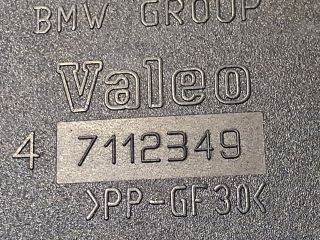 BMW GROUP
Valeo
4 7112349
>PP-GF30<